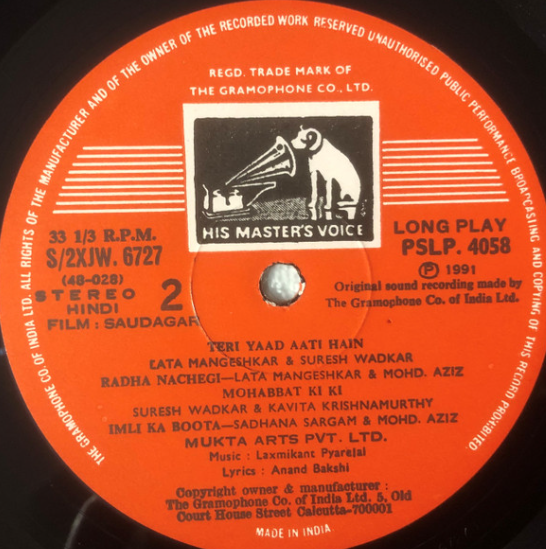 ALL RIGHTS OF THE MANUFACTURER AND OF THE OWNER OF THE RECORDED WORK RESERVED UNAUTHORISED PUBLIC PERFORMANCE BROADCASTING AND COPYING OF THIS RECORD PROHIBITED
REGD. TRADE MARK OF
THE GRAMOPHONE CO., LTD.
HIS MASTER'S VOICE
33 1/3 R.P.M.
S/2XJW. 6727
(48-028)
STEREO
HINDI
FILM : SAUDAGAR
2
LONG PLAY
PSLP. 4058
Ⓟ 1991
Original sound recording made by
The Gramophone Co. of India Ltd.
TERI YAAD AATI HAIN
LATA MANGESHKAR & SURESH WADKAR
RADHA NACHEGI—LATA MANGESHKAR & MOHD. AZIZ
MOHABBAT KI KI
SURESH WADKAR & KAVITA KRISHNAMURTHY
IMLI KA BOOTA—SADHANA SARGAM & MOHD. AZIZ
MUKTA ARTS PVT. LTD.
Music : Laxmikant Pyarelal
Lyrics : Anand Bakshi
Copyright owner & manufacturer :
The Gramophone Co. of India Ltd. 5, Old
Court House Street Calcutta-700001
THE GRAMOPHONE CO. OF INDIA LTD.
MADE IN INDIA